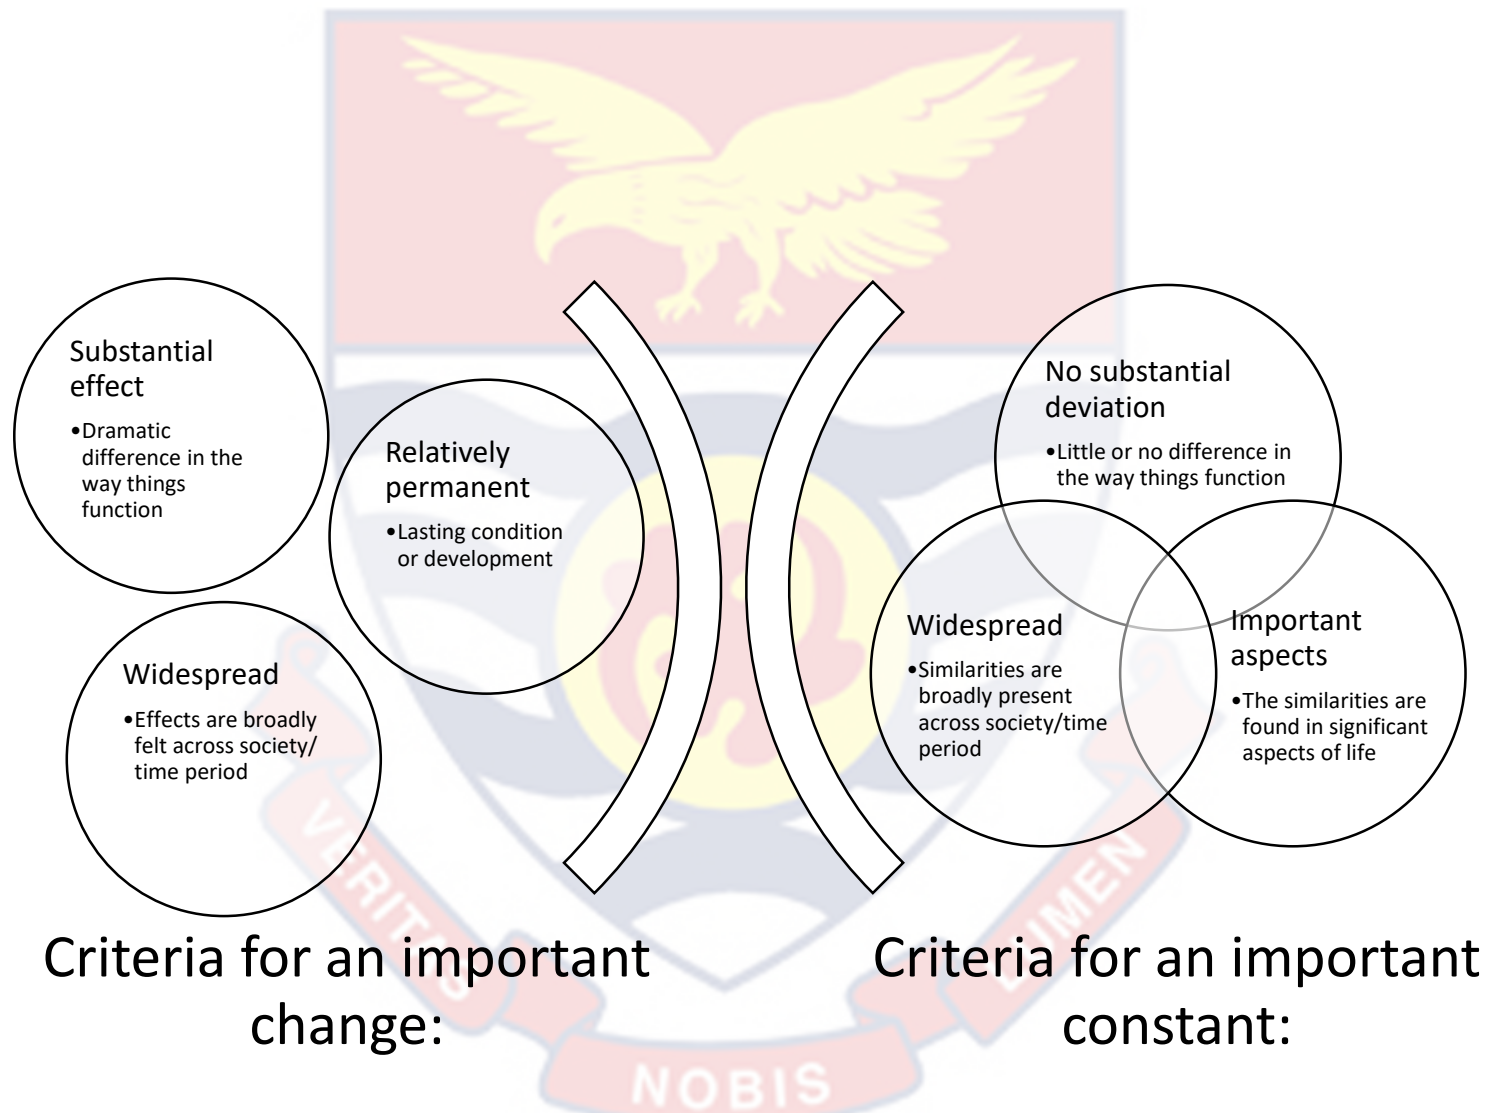 Substantial
effect
•Dramatic
difference in the
way things
function
Relatively
permanent
•Lasting condition
or development
Widespread
•Effects are broadly
felt across society/
time period
Criteria for an important
change:
No substantial
deviation
•Little or no difference in
the way things function
Widespread
•Similarities are
broadly present
across society/time
period
Important
aspects
•The similarities are
found in significant
aspects of life
Criteria for an important
constant:
VERITAS
NOBIS
LUMEN